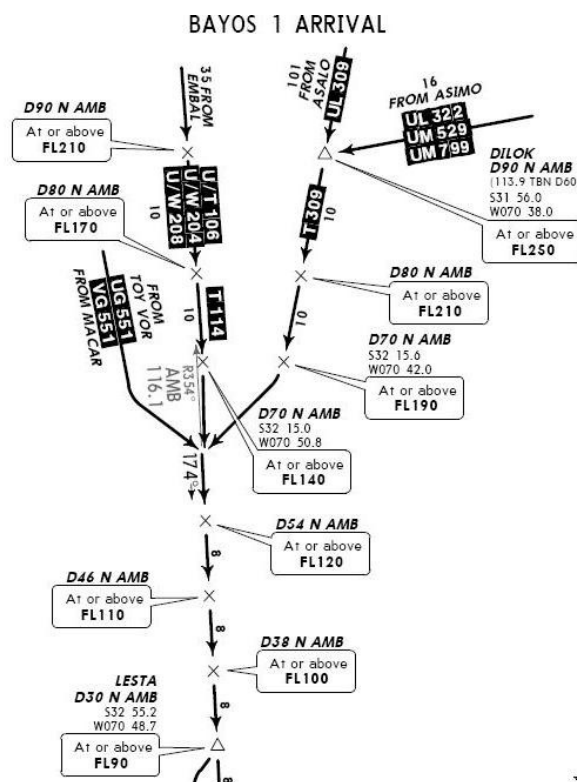 BAYOS 1 ARRIVAL
35 FROM
EMBAL
101
FROM
ASALO
UL 309
16
FROM ASIMO
UL 322
UM 529
UM 799
D90 N AMB
At or above
FL210
DILOK
D90 N AMB
(113.9 TBN D60
S31 56.0
W070 38.0
At or above
FL250
D80 N AMB
At or above
FL170
10
U/W 208
U/W 204
U/T 106
T 309
10
VG 551
FROM MACAR
UG 551
FROM
TOY VOR
10
T 114
D80 N AMB
At or above
FL210
10
D70 N AMB
S32 15.6
W070 42.0
At or above
FL190
R354°
AMB
116.1
D70 N AMB
S32 15.0
W070 50.8
At or above
FL140
174°
D54 N AMB
At or above
FL120
8
D46 N AMB
At or above
FL110
8
D38 N AMB
At or above
FL100
8
LESTA
D30 N AMB
S32 55.2
W070 48.7
At or above
FL90
8